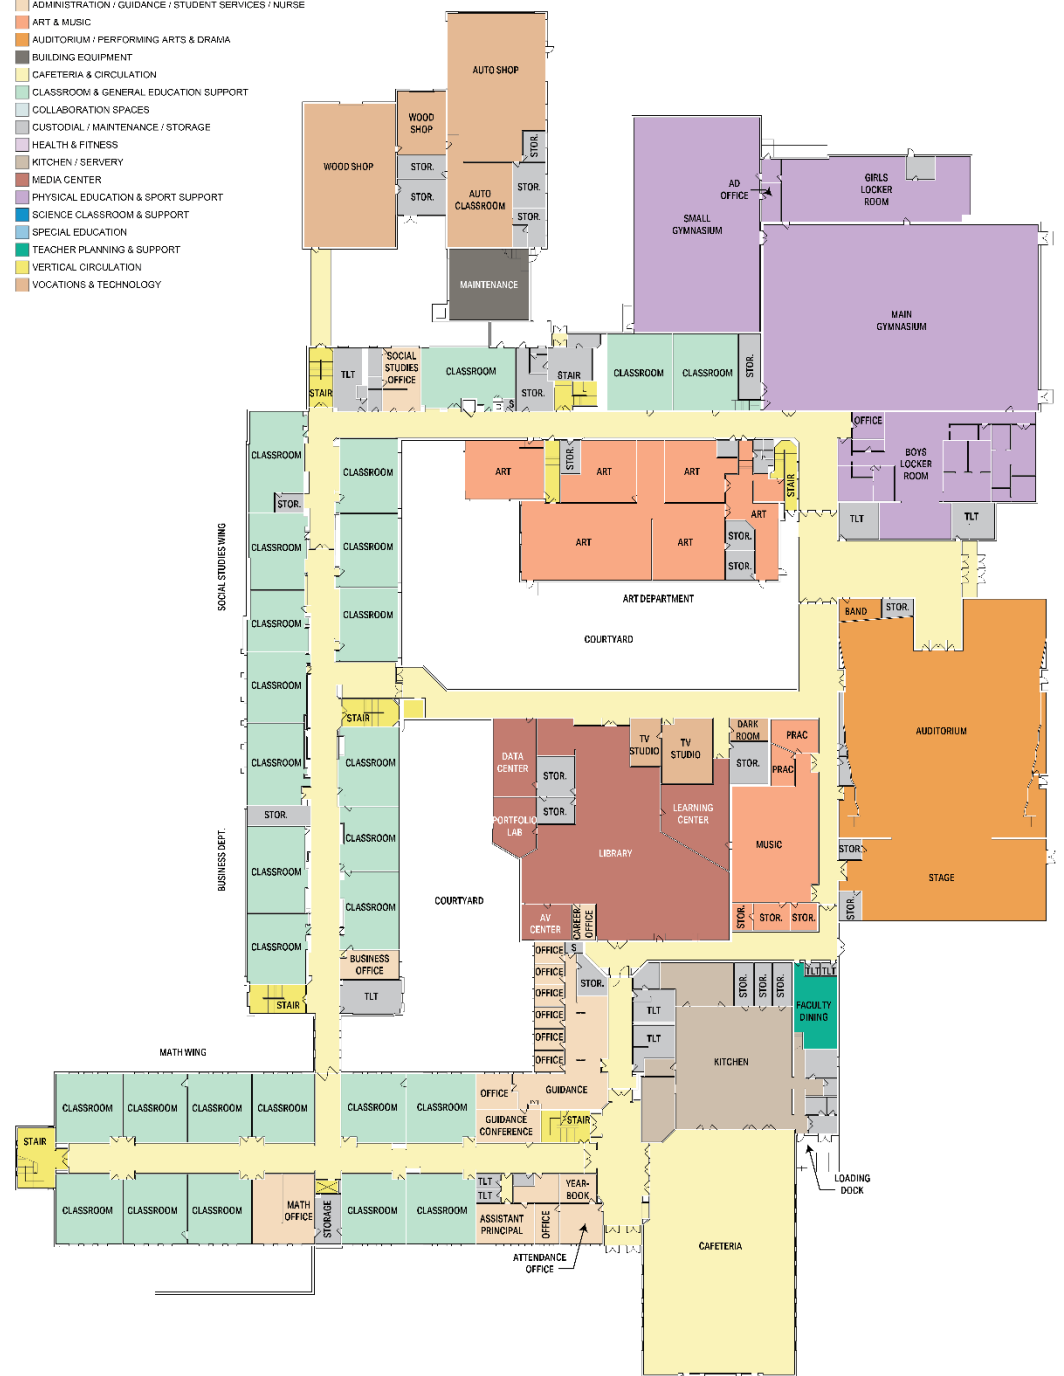 ADMINISTRATION / GUIDANCE / STUDENT SERVICES / NURSE
ART & MUSIC
AUDITORIUM / PERFORMING ARTS & DRAMA
BUILDING EQUIPMENT
CAFETERIA & CIRCULATION
CLASSROOM & GENERAL EDUCATION SUPPORT
COLLABORATION SPACES
CUSTODIAL / MAINTENANCE / STORAGE
HEALTH & FITNESS
KITCHEN / SERVERY
MEDIA CENTER
PHYSICAL EDUCATION & SPORT SUPPORT
SCIENCE CLASSROOM & SUPPORT
SPECIAL EDUCATION
TEACHER PLANNING & SUPPORT
VERTICAL CIRCULATION
VOCATIONS & TECHNOLOGY
AUTO SHOP
WOOD
SHOP
WOOD SHOP
STOR.
STOR.
STOR.
STOR.
STOR.
AUTO
CLASSROOM
MAINTENANCE
AD
OFFICE
GIRLS
LOCKER
ROOM
SMALL
GYMNASIUM
MAIN
GYMNASIUM
STAIR
TLT
SOCIAL
STUDIES
OFFICE
CLASSROOM
STOR.
S
STAIR
CLASSROOM
CLASSROOM
STOR.
OFFICE
BOYS
LOCKER
ROOM
TLT
TLT
CLASSROOM
STOR.
CLASSROOM
CLASSROOM
CLASSROOM
CLASSROOM
STOR.
CLASSROOM
CLASSROOM
STAIR
SOCIAL STUDIES WING
BUSINESS DEPT.
CLASSROOM
CLASSROOM
CLASSROOM
STAIR
CLASSROOM
CLASSROOM
CLASSROOM
BUSINESS
OFFICE
TLT
ART
STOR.
ART
ART
STAIR
ART
ART
ART
STOR.
STOR.
ART DEPARTMENT
COURTYARD
BAND
STOR.
AUDITORIUM
STOR.
STAGE
STOR.
DATA
CENTER
STOR.
STOR.
PORTFOLIO
LAB
TV
STUDIO
TV
STUDIO
DARK
ROOM
STOR.
PRAC
PRAC
LEARNING
CENTER
LIBRARY
MUSIC
COURTYARD
AV
CENTER
CAREER
OFFICE
STOR.
STOR.
STOR.
OFFICE
S
OFFICE
STOR.
OFFICE
OFFICE
OFFICE
OFFICE
TLT
TLT
STOR.
STOR.
STOR.
TLT
TLT
FACULTY
DINING
KITCHEN
MATH WING
CLASSROOM
CLASSROOM
CLASSROOM
CLASSROOM
CLASSROOM
CLASSROOM
OFFICE
GUIDANCE
GUIDANCE
CONFERENCE
STAIR
STAIR
CLASSROOM
CLASSROOM
CLASSROOM
MATH
OFFICE
STORAGE
CLASSROOM
CLASSROOM
TLT
TLT
YEAR-
BOOK
ASSISTANT
PRINCIPAL
OFFICE
ATTENDANCE
OFFICE
CAFETERIA
LOADING
DOCK